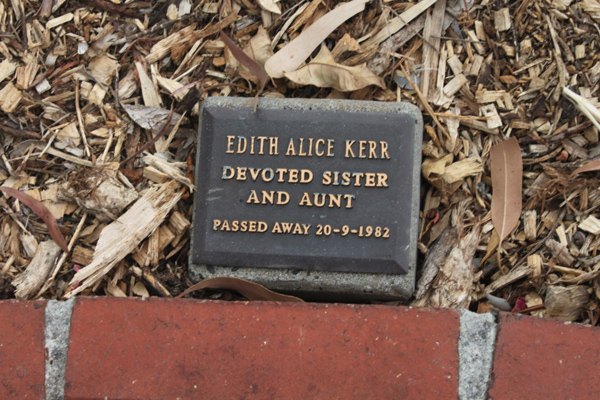 EDITH ALICE KERR
DEVOTED SISTER
AND AUNT
PASSED AWAY 20-9-1982